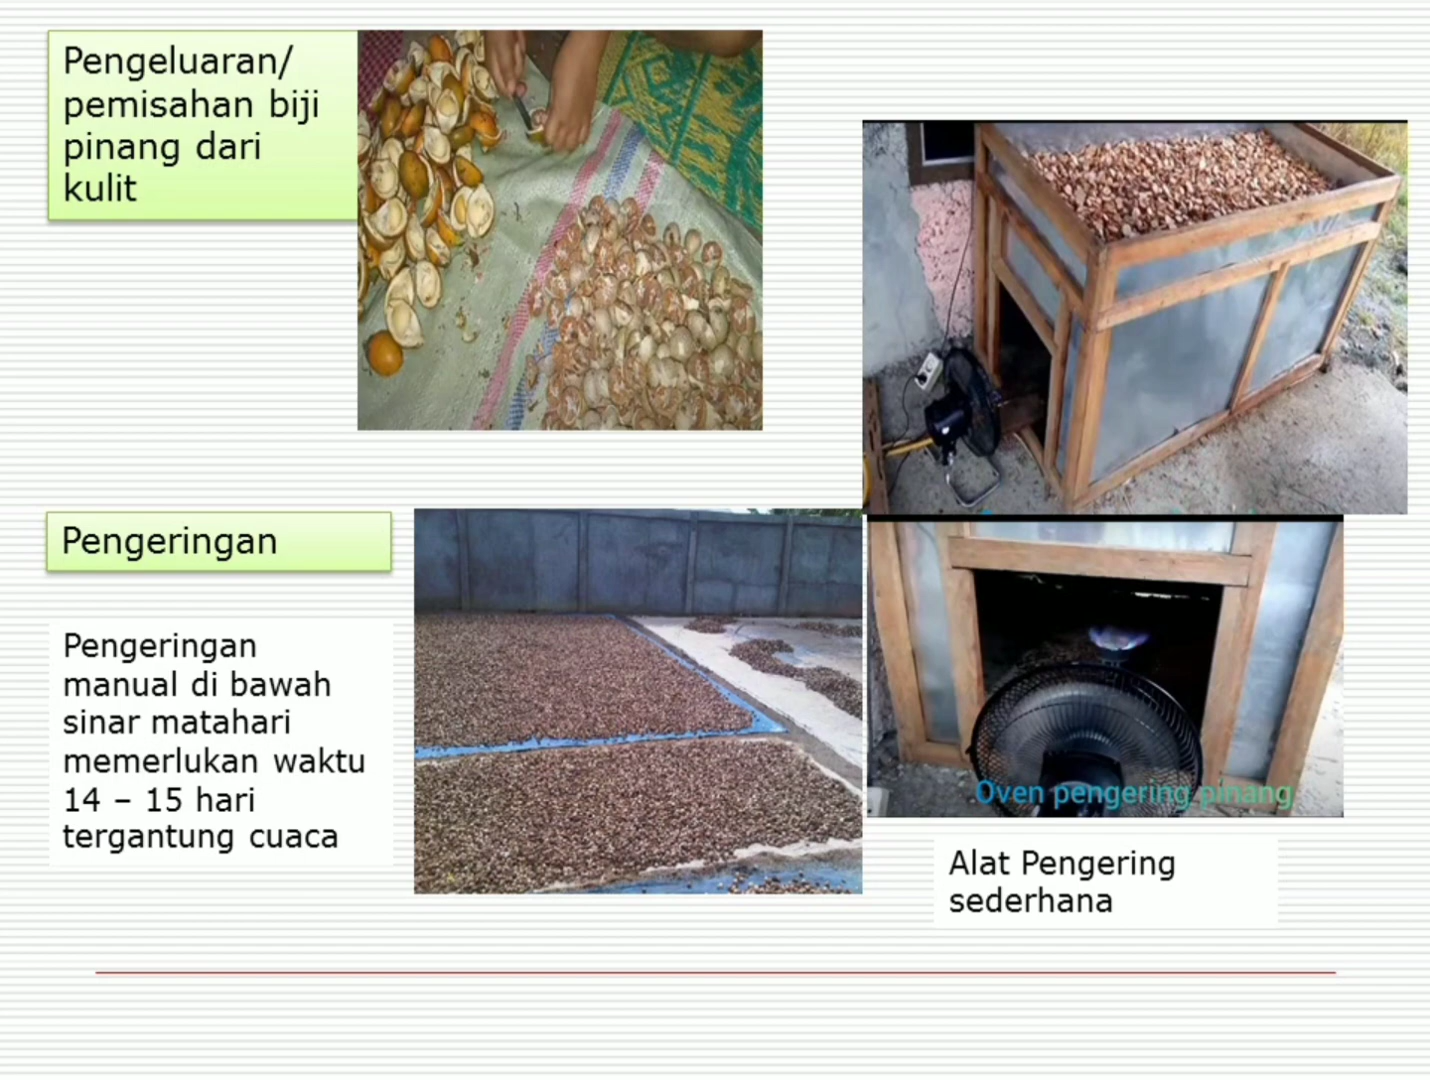 Pengeluaran/
pemisahan biji
pinang dari
kulit
Pengeringan
Pengeringan
manual di bawah
sinar matahari
memerlukan waktu
14 – 15 hari
tergantung cuaca
Oven pengering pinang
Alat Pengering
sederhana